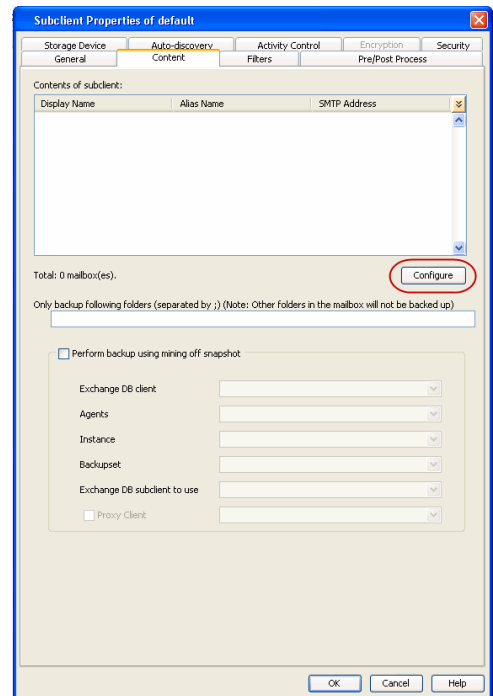 Subclient Properties of default
Storage Device Auto-discovery Activity Control Encryption Security
General Content Filters Pre/Post Process
Contents of subclient:
Display Name Alias Name SMTP Address
Total: 0 mailbox(es).
Configure
Only backup following folders (separated by ;) (Note: Other folders in the mailbox will not be backed up)
Perform backup using mining off snapshot
Exchange DB client
Agents
Instance
Backupset
Exchange DB subclient to use
Proxy Client
OK Cancel Help